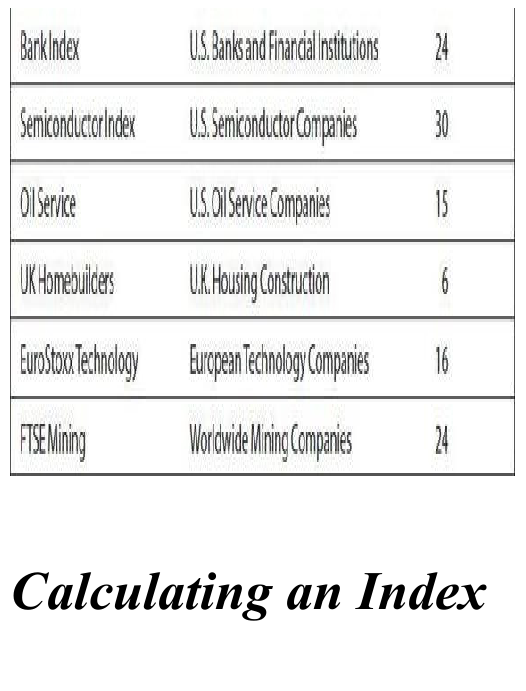 Bank Index U.S. Banks and Financial Institutions 24
Semiconductor Index U.S. Semiconductor Companies 30
Oil Service U.S. Oil Service Companies 15
UK Homebuilders U.K. Housing Construction 6
EuroStoxx Technology European Technology Companies 16
FTSE Mining Worldwide Mining Companies 24
Calculating an Index